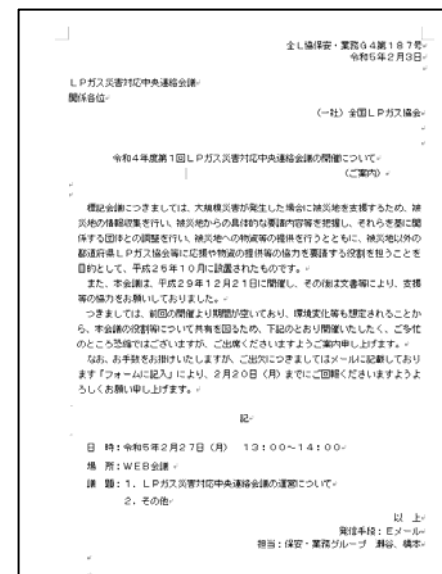 全L協保安・業務G4第187号
令和5年2月3日
LPガス災害対応中央連絡会議
関係各位
(一社)全国LPガス協会
令和4年度第1回LPガス災害対応中央連絡会議の開催について
(ご案内)
標記会議につきましては、大規模災害が発生した場合に被災地を支援するため、被
災地の情報収集を行い、被災地からの具体的な要請内容等を把握し、それらを基に関
係する団体との調整を行い、被災地への物資等の提供を行うとともに、被災地以外の
都道府県LPガス協会等に応援や物資の提供等の協力を要請する役割を担うことを
目的として、平成25年10月に設置されたものです。
また、本会議は、平成29年12月21日に開催し、その後は文書等により、支援
等の協力をお願いしておりました。
つきましては、前回の開催より期間が空いており、環境変化等も想定されることか
ら、本会議の役割等について共有を図るため、下記のとおり開催いたしたく、ご多忙
のところ恐縮ではございますが、ご出席くださいますようご案内申し上げます。
なお、お手数をお掛けいたしますが、ご出欠につきましてはメールに記載しており
ます「フォームに記入」により、2月20日(月)までにご回報くださいますようよ
ろしくお願い申し上げます。
記
日 時:令和5年2月27日(月) 13:00~14:00
場 所:WEB会議
議 題:1.LPガス災害対応中央連絡会議の運営について
2.その他
以 上
発信手段:Eメール
担当:保安・業務グループ 瀬谷、橋本